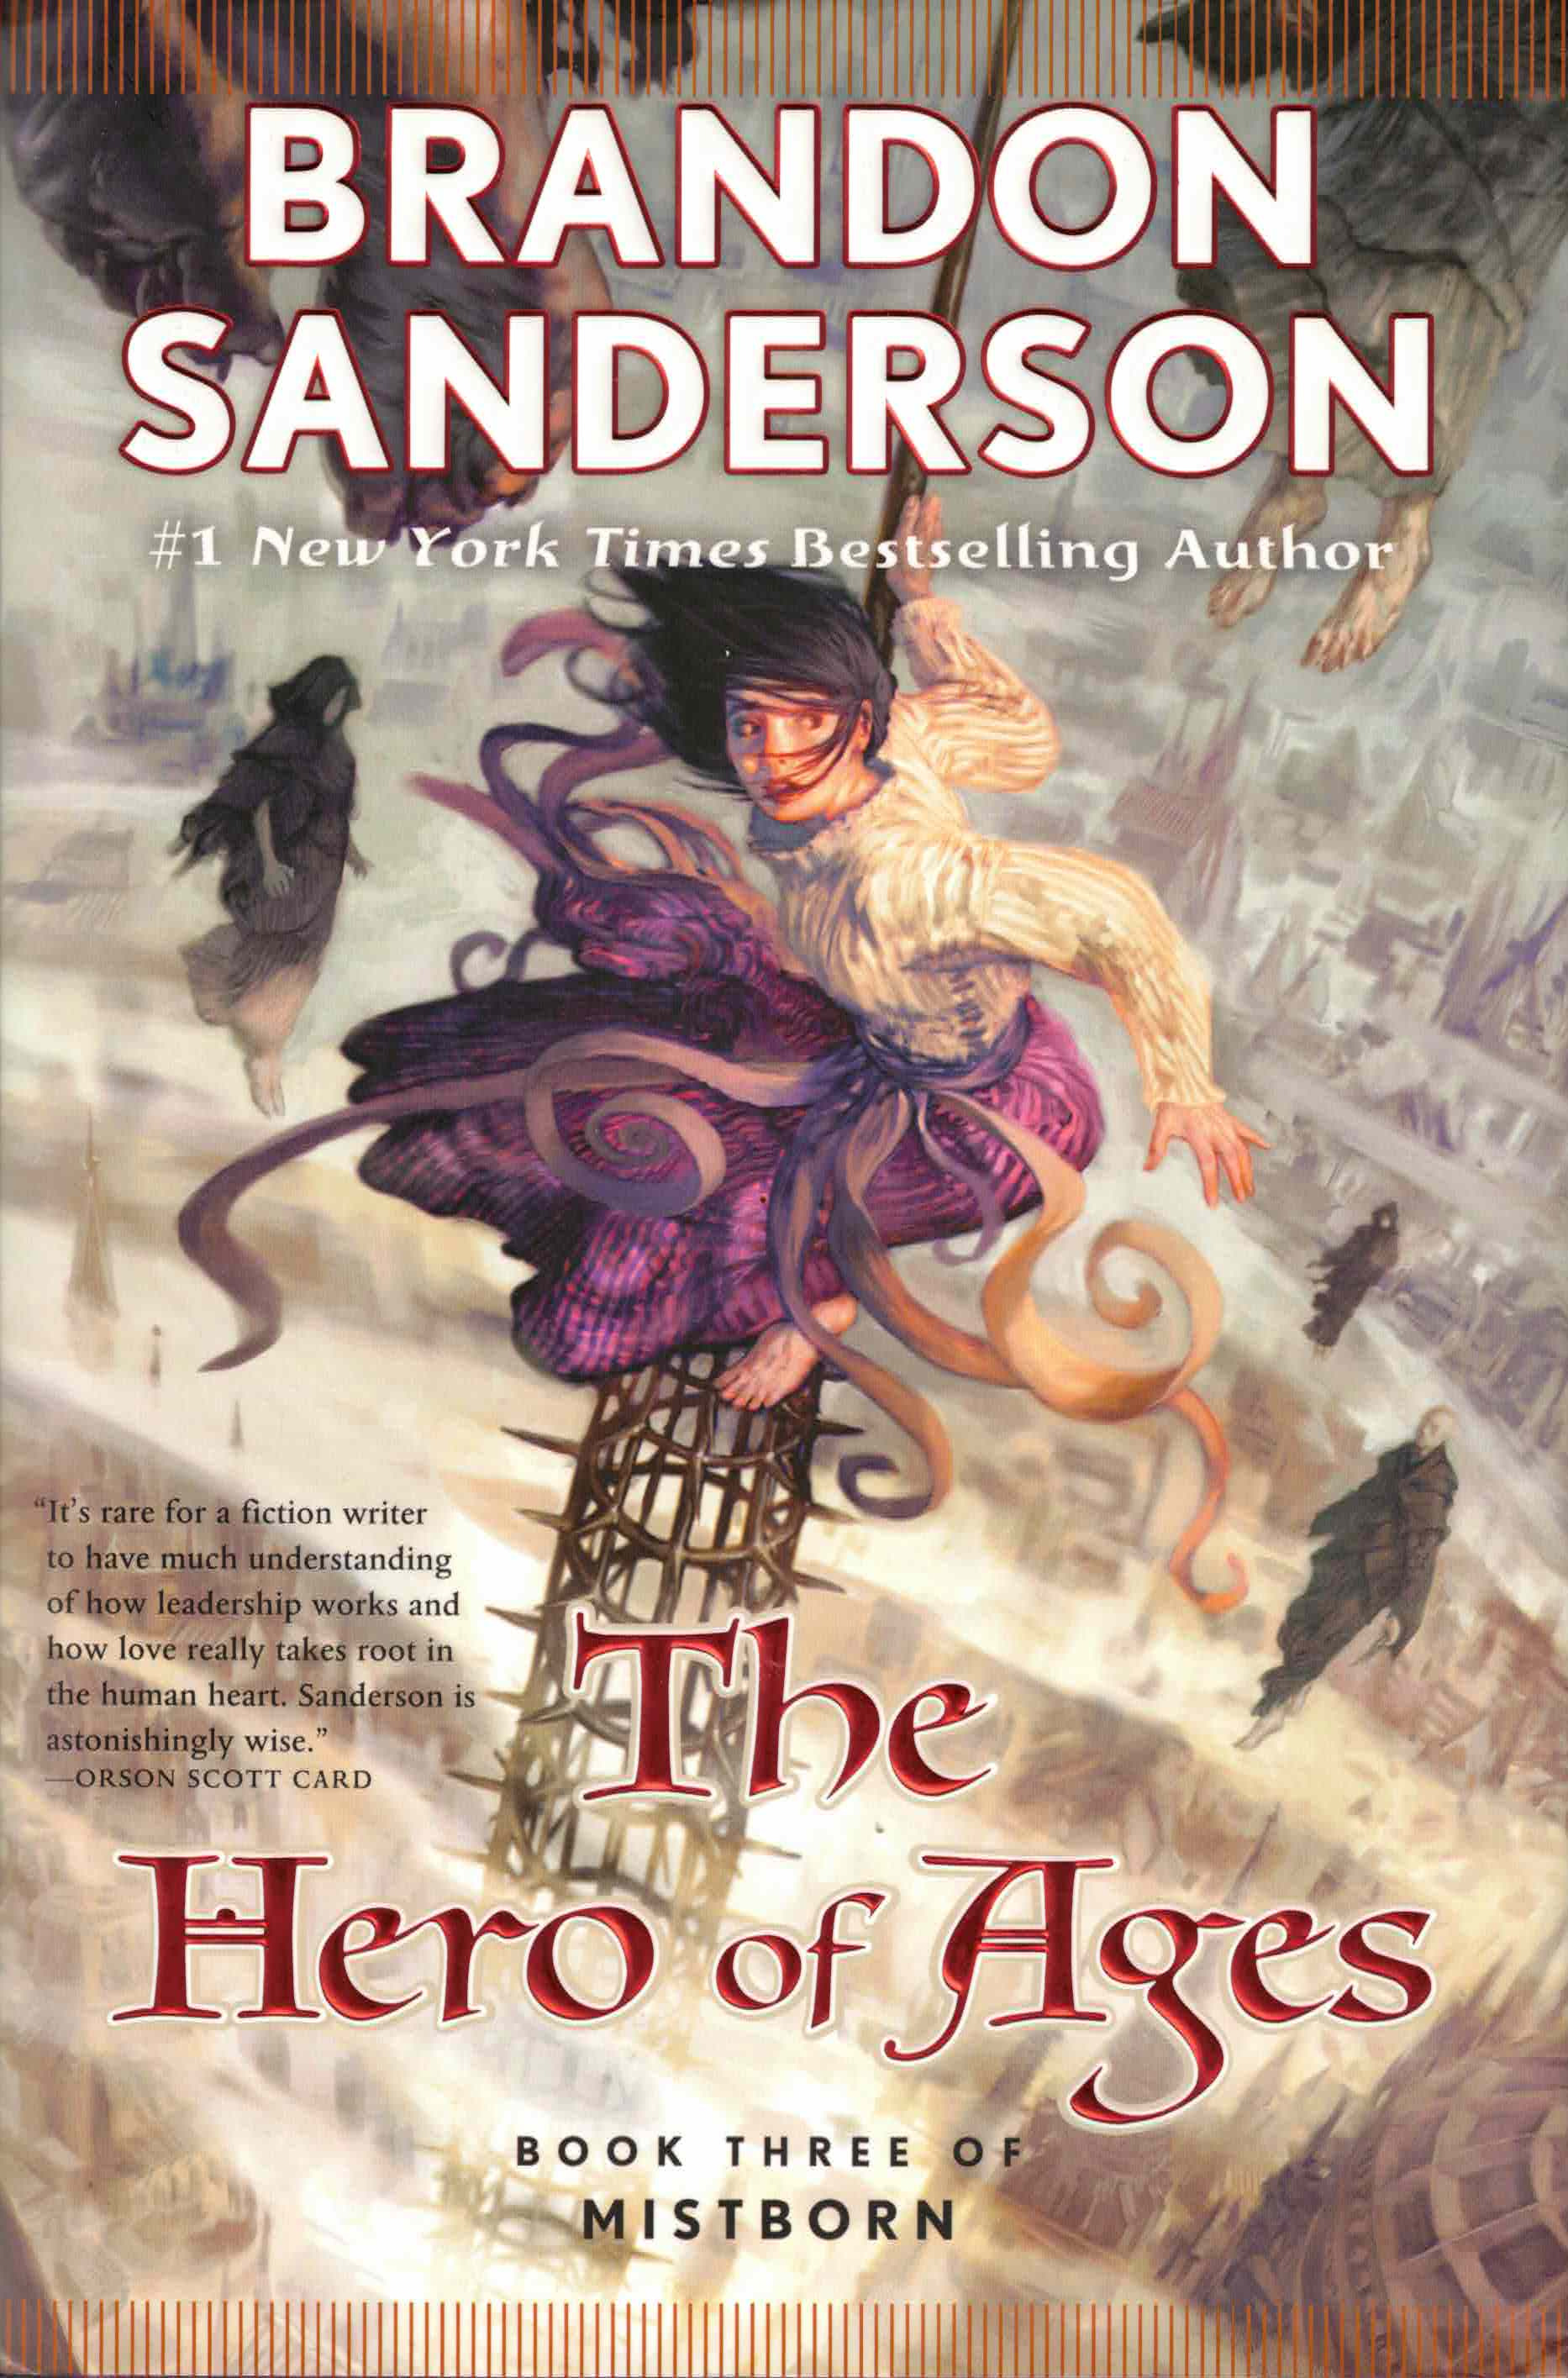 BRANDON
SANDERSON
#1 New York Times Bestselling Author
“It’s rare for a fiction writer
to have much understanding
of how leadership works and
how love really takes root in
the human heart. Sanderson is
astonishingly wise.”
—ORSON SCOTT CARD
The
Hero of Ages
BOOK THREE OF
MISTBORN